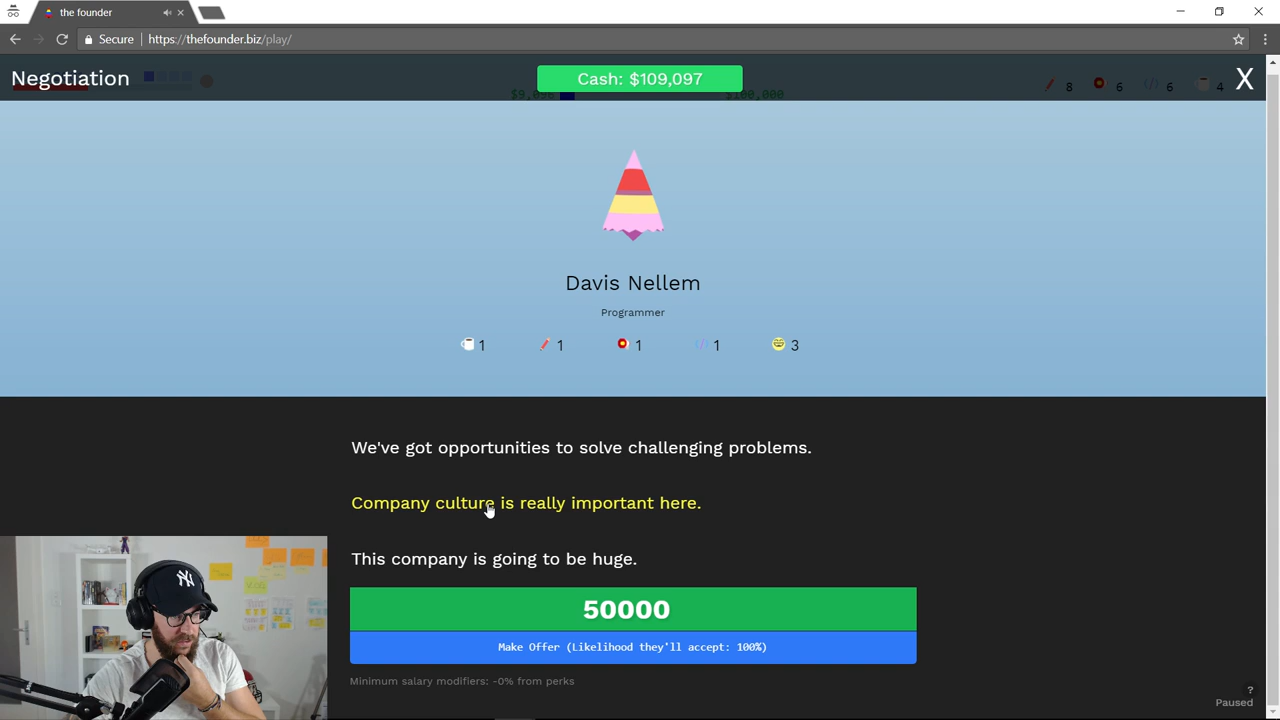 the founder
Secure https://thefounder.biz/play/
Negotiation
Cash: $109,097
8 6 6 4 X
Davis Nellem
Programmer
1 1 1 1 3
We've got opportunities to solve challenging problems.
Company culture is really important here.
This company is going to be huge.
50000
Make Offer (Likelihood they'll accept: 100%)
Minimum salary modifiers: -0% from perks
?
Paused
NY